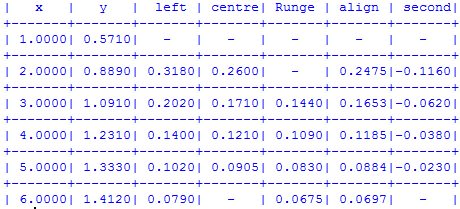 |   x   |   y   | left | centre| Runge | align | second|
+-------+-------+------+-------+-------+-------+-------+
| 1.0000| 0.5710|   -  |   -   |   -   |   -   |   -   |
+-------+-------+------+-------+-------+-------+-------+
| 2.0000| 0.8890| 0.3180| 0.2600|   -   | 0.2475|-0.1160|
+-------+-------+------+-------+-------+-------+-------+
| 3.0000| 1.0910| 0.2020| 0.1710| 0.1440| 0.1653|-0.0620|
+-------+-------+------+-------+-------+-------+-------+
| 4.0000| 1.2310| 0.1400| 0.1210| 0.1090| 0.1185|-0.0380|
+-------+-------+------+-------+-------+-------+-------+
| 5.0000| 1.3330| 0.1020| 0.0905| 0.0830| 0.0884|-0.0230|
+-------+-------+------+-------+-------+-------+-------+
| 6.0000| 1.4120| 0.0790|   -   | 0.0675| 0.0697|   -   |